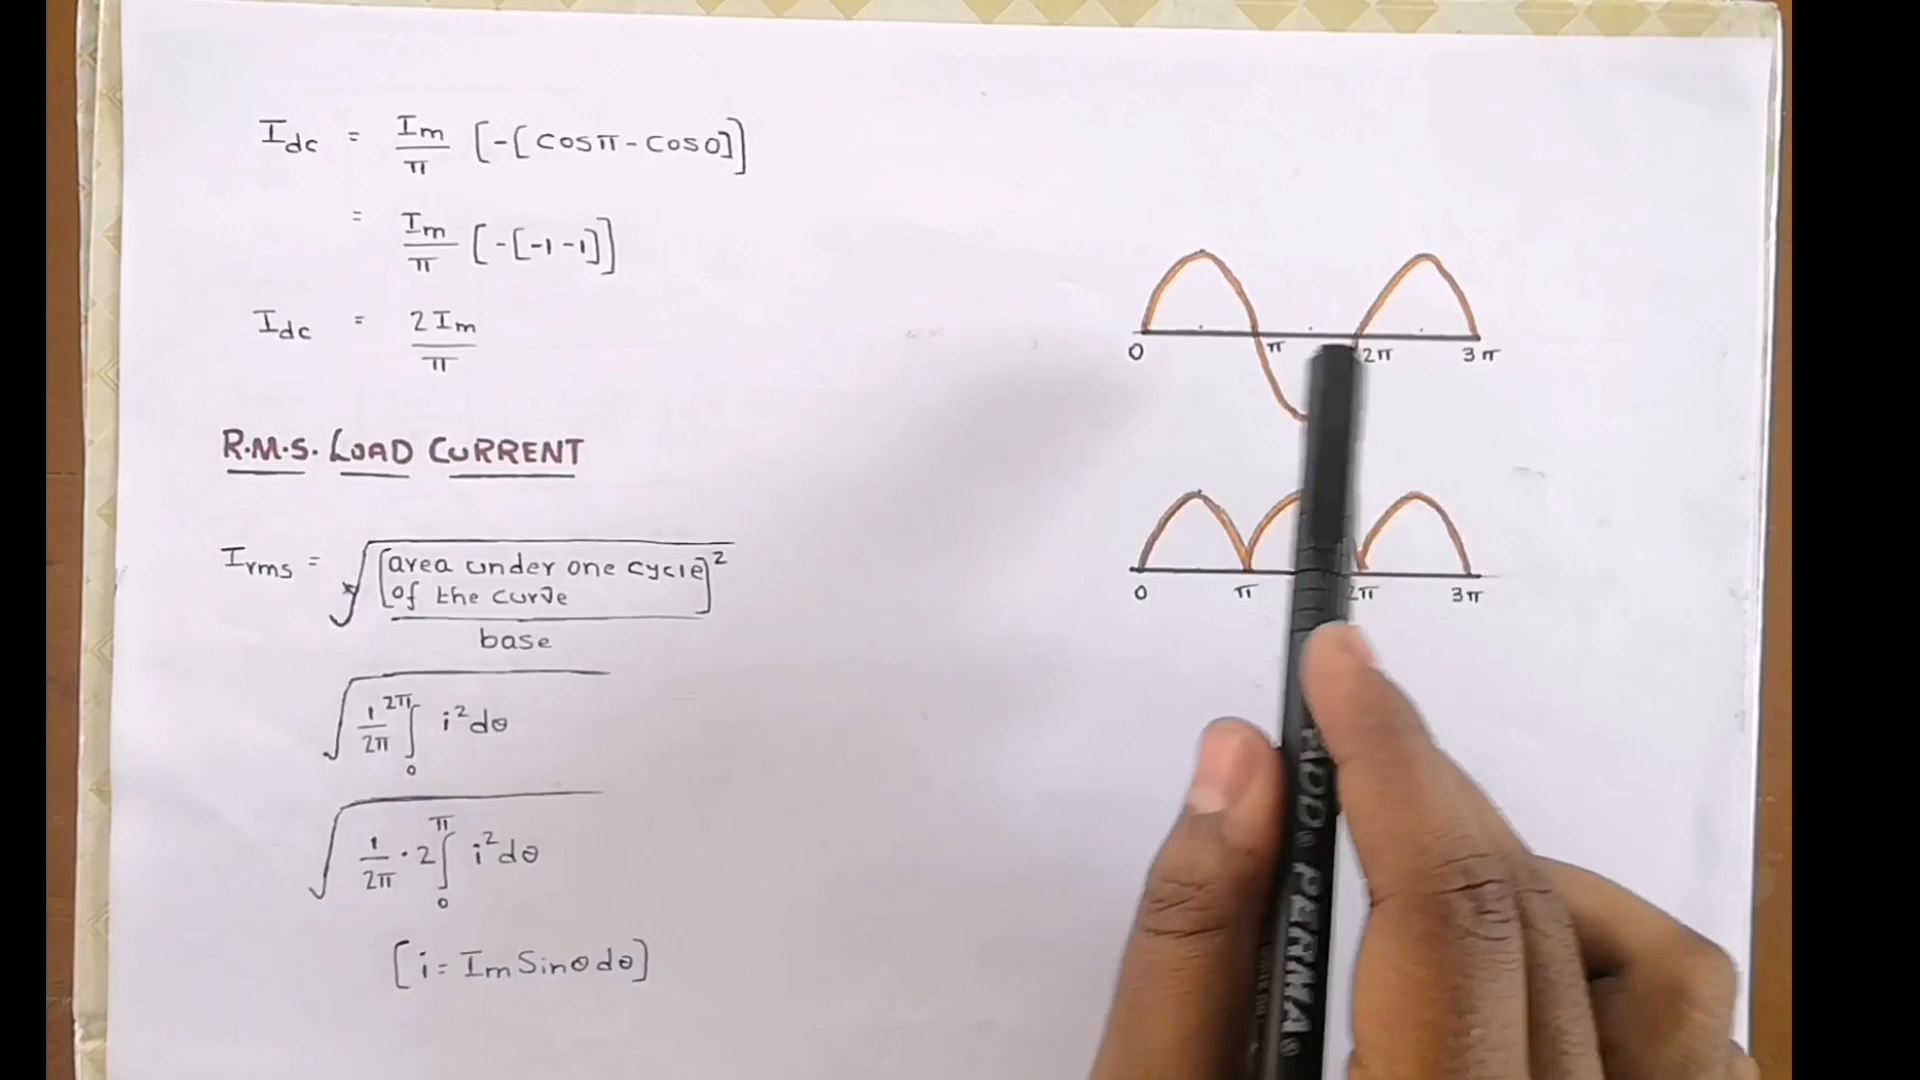 Idc = Im/π [-[cosπ - cos0]]
= Im/π [-[-1-1]]
Idc = 2Im/π
R.M.S. LOAD CURRENT
Irms = √[area under one cycle of the curve]²/base
√1/2π ∫₀^2π i²dθ
√1/2π · 2∫₀^π i²dθ
[i = Im Sinθ dθ]
0 π 2π 3π
0 π 2π 3π
PERMA®